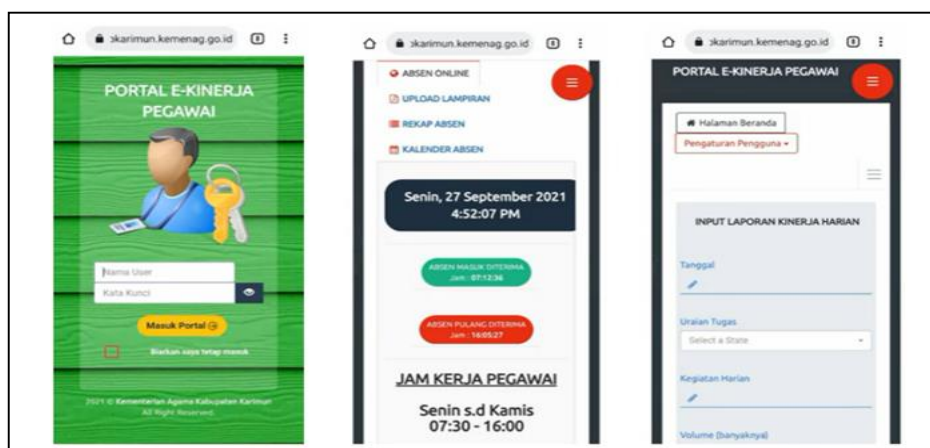 karimun.kemenag.go.id
PORTAL E-KINERJA
PEGAWAI
Nama User
Kata Kunci
Masuk Portal
Biarkan saya tetap masuk
2021 © Kementerian Agama Kabupaten Karimun
All Right Reserved.
karimun.kemenag.go.id
ABSEN ONLINE
UPLOAD LAMPIRAN
REKAP ABSEN
KALENDER ABSEN
Senin, 27 September 2021
4:52:07 PM
ABSEN MASUK DITERIMA
Jam : 07:12:36
ABSEN PULANG DITERIMA
Jam : 16:05:27
JAM KERJA PEGAWAI
Senin s.d Kamis
07:30 - 16:00
karimun.kemenag.go.id
PORTAL E-KINERJA PEGAWAI
Halaman Beranda
Pengaturan Pengguna
INPUT LAPORAN KINERJA HARIAN
Tanggal
Uraian Tugas
Select a State
Kegiatan Harian
Volume (banyaknya)